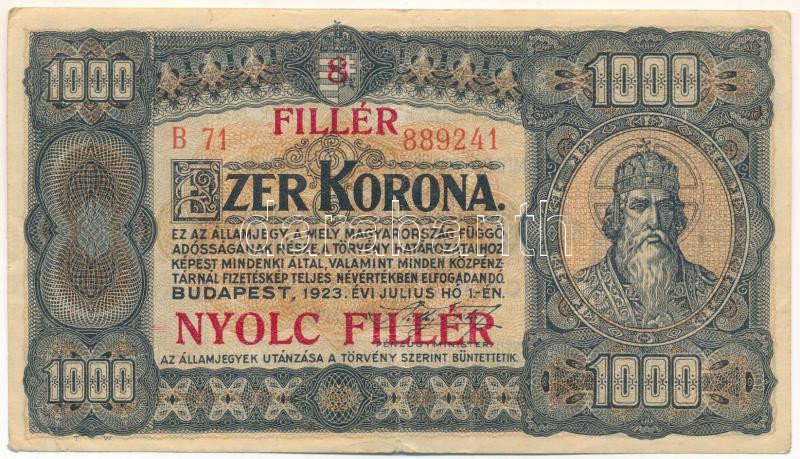 1000
8
1000
FILLÉR
B 71 889241
EZER KORONA.
EZ AZ ÁLLAMJEGY, A MELY MAGYARORSZÁG FÜGGŐ
ADÓSSÁGÁNAK RÉSZE, A TÖRVÉNY HATÁROZATAIHOZ
KÉPEST MINDENKI ÁLTAL, VALAMINT MINDEN KÖZPÉNZ-
TÁRNÁL FIZETÉSKÉP TELJES NÉVÉRTÉKBEN ELFOGADANDÓ.
BUDAPEST, 1923. ÉVI JULIUS HÓ 1.-ÉN.
NYOLC FILLÉR
PÉNZÜGYMINISTER.
AZ ÁLLAMJEGYEK UTÁNZÁSA A TÖRVÉNY SZERINT BÜNTETTETIK.
1000
1000
T W